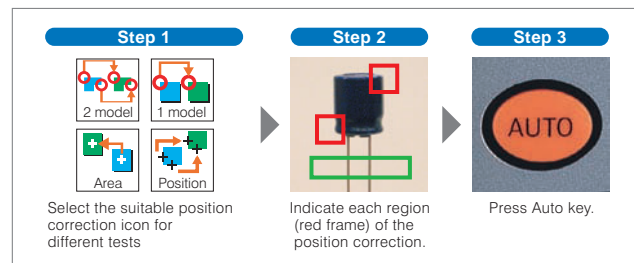 Step 1
2 model
1 model
Area
Position
Select the suitable position
correction icon for
different tests
Step 2
Indicate each region
(red frame) of the
position correction.
Step 3
AUTO
Press Auto key.